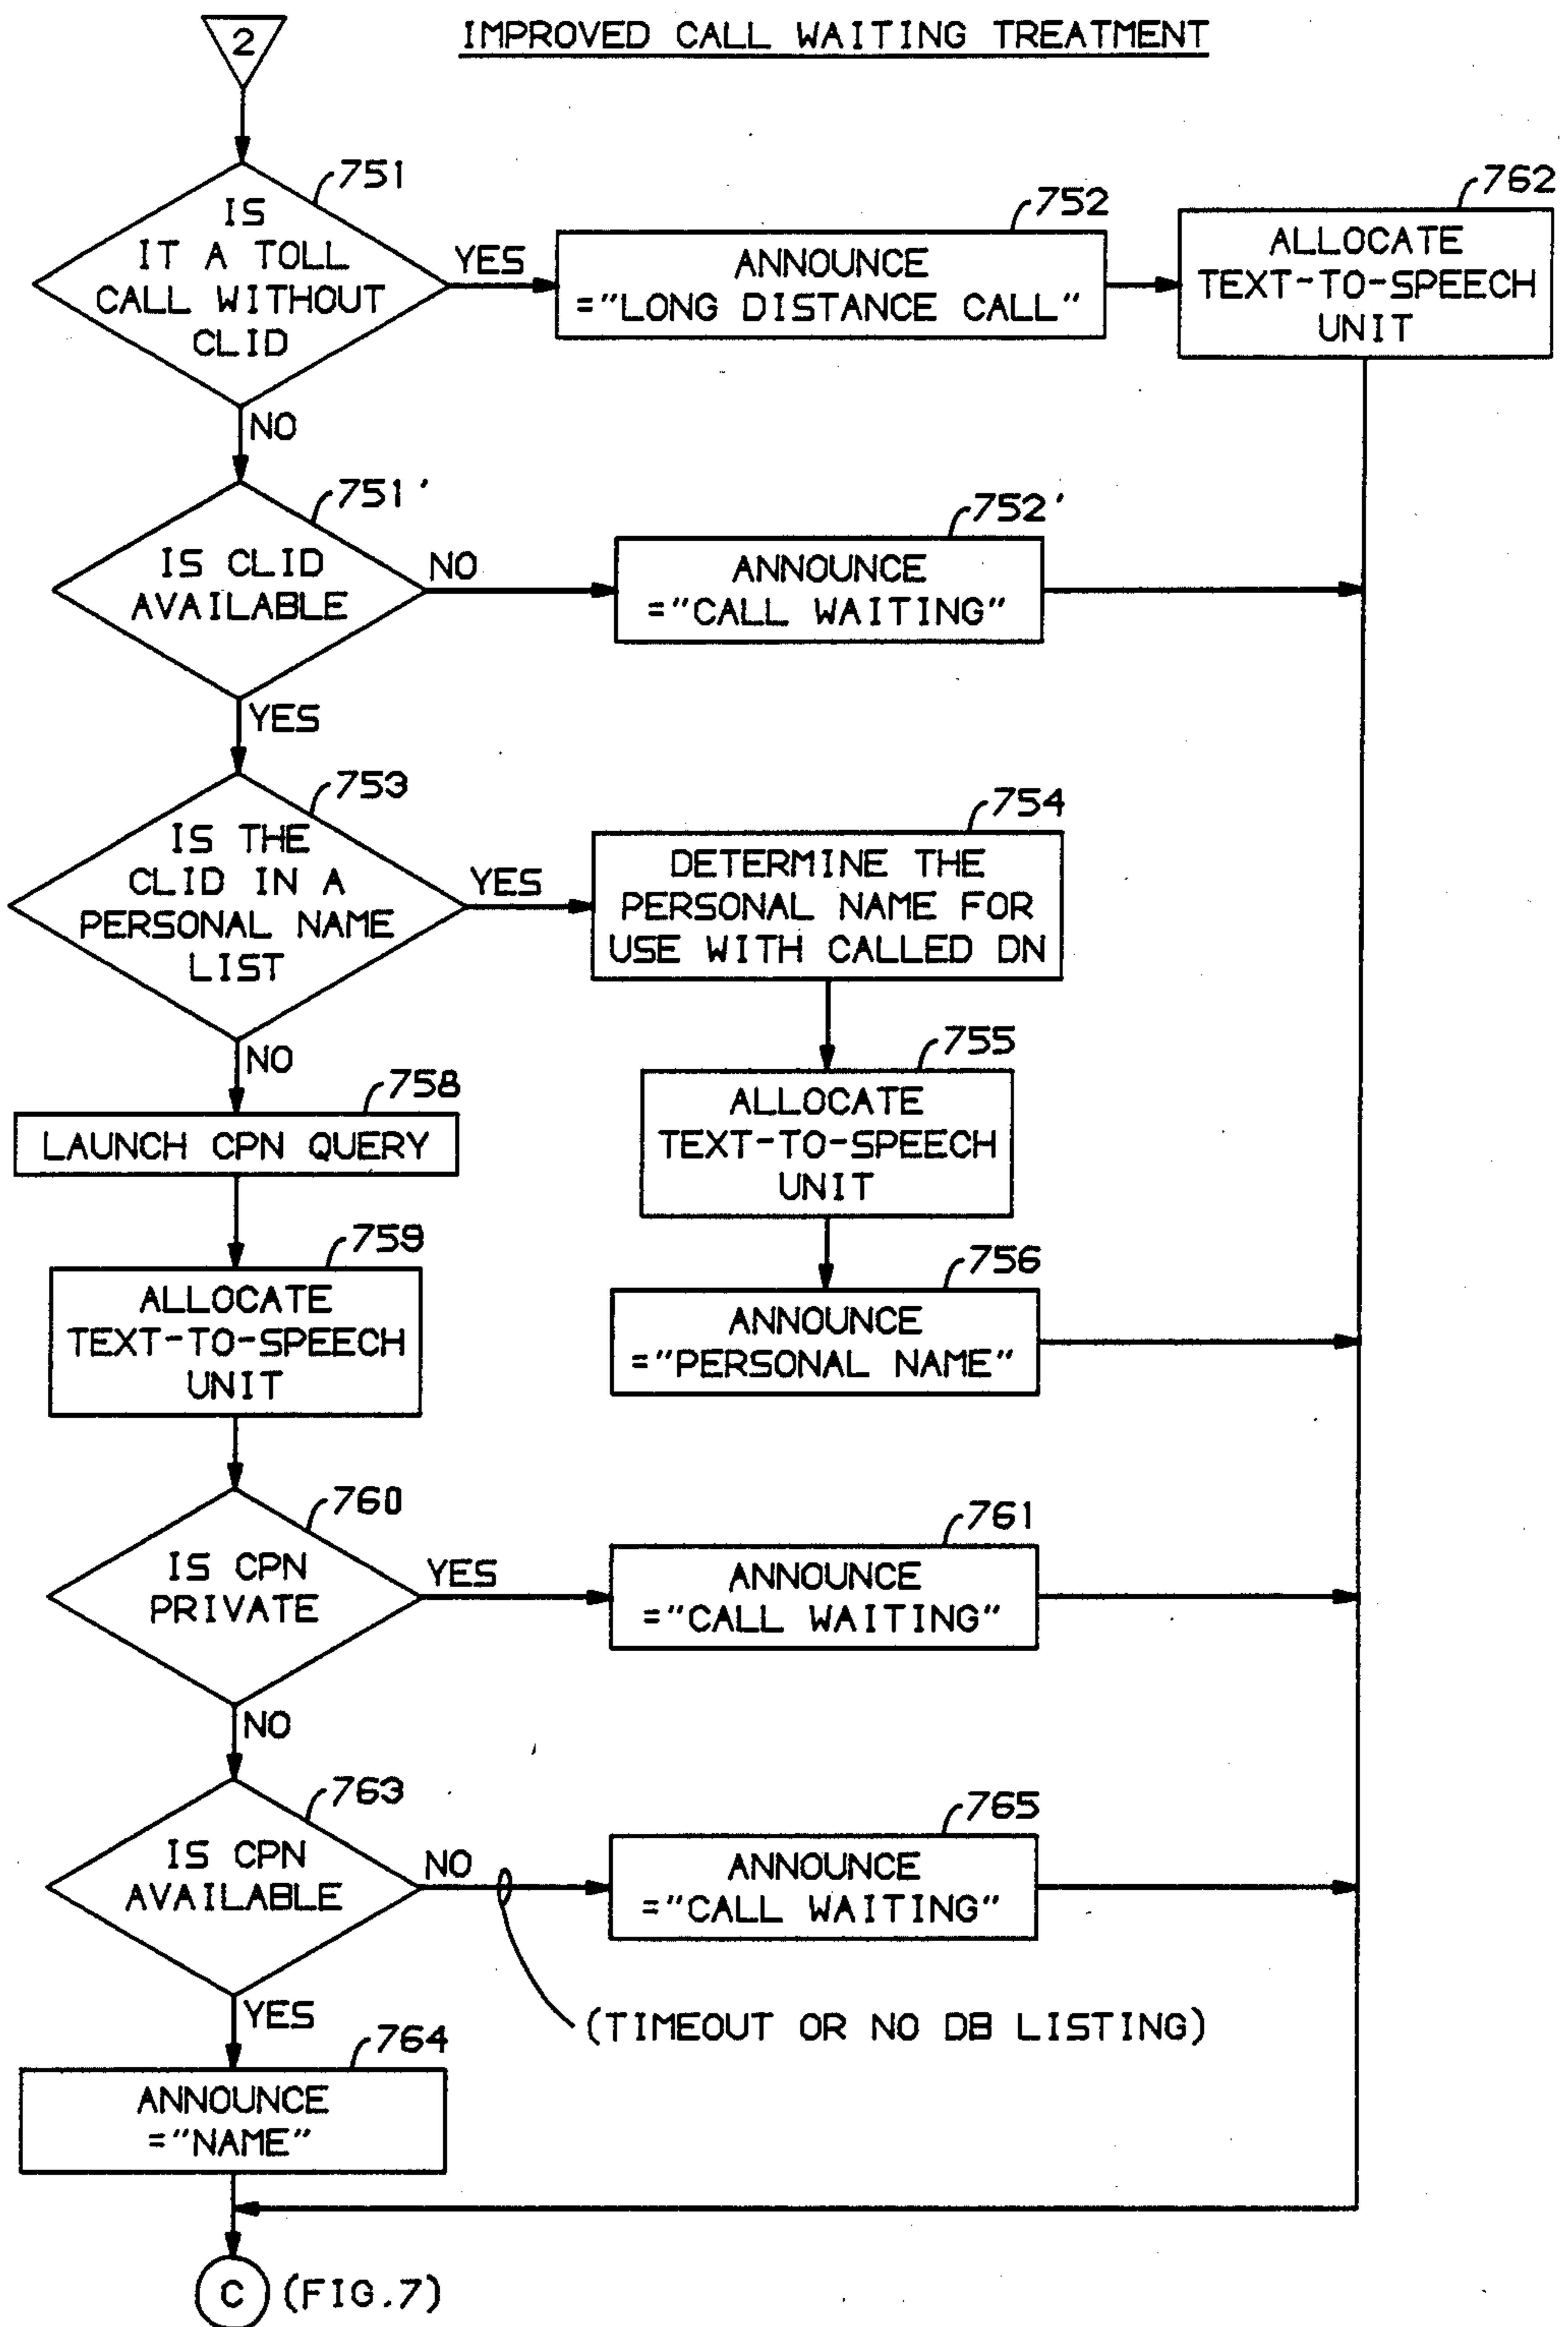 2
IMPROVED CALL WAITING TREATMENT
751
IS
IT A TOLL
CALL WITHOUT
CLID
YES
752
ANNOUNCE
="LONG DISTANCE CALL"
762
ALLOCATE
TEXT-TO-SPEECH
UNIT
NO
751'
IS CLID
AVAILABLE
NO
752'
ANNOUNCE
="CALL WAITING"
YES
753
IS THE
CLID IN A
PERSONAL NAME
LIST
YES
754
DETERMINE THE
PERSONAL NAME FOR
USE WITH CALLED DN
NO
755
ALLOCATE
TEXT-TO-SPEECH
UNIT
758
LAUNCH CPN QUERY
759
ALLOCATE
TEXT-TO-SPEECH
UNIT
756
ANNOUNCE
="PERSONAL NAME"
760
IS CPN
PRIVATE
YES
761
ANNOUNCE
="CALL WAITING"
NO
763
IS CPN
AVAILABLE
NO
765
ANNOUNCE
="CALL WAITING"
(TIMEOUT OR NO DB LISTING)
YES
764
ANNOUNCE
="NAME"
C (FIG.7)